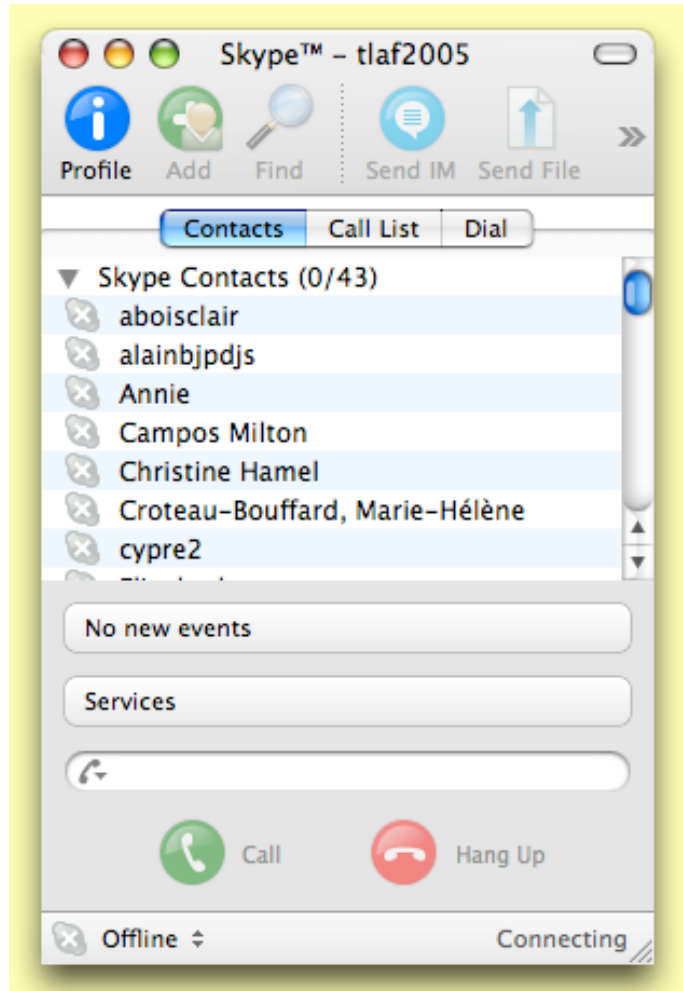 Skype™ – tlaf2005
Profile Add Find Send IM Send File »
Contacts Call List Dial
Skype Contacts (0/43)
aboisclair
alainbjpdjs
Annie
Campos Milton
Christine Hamel
Croteau–Bouffard, Marie–Hélène
cypre2
No new events
Services
Call Hang Up
Offline Connecting